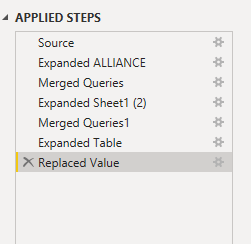 APPLIED STEPS
Source
Expanded ALLIANCE
Merged Queries
Expanded Sheet1 (2)
Merged Queries1
Expanded Table
Replaced Value